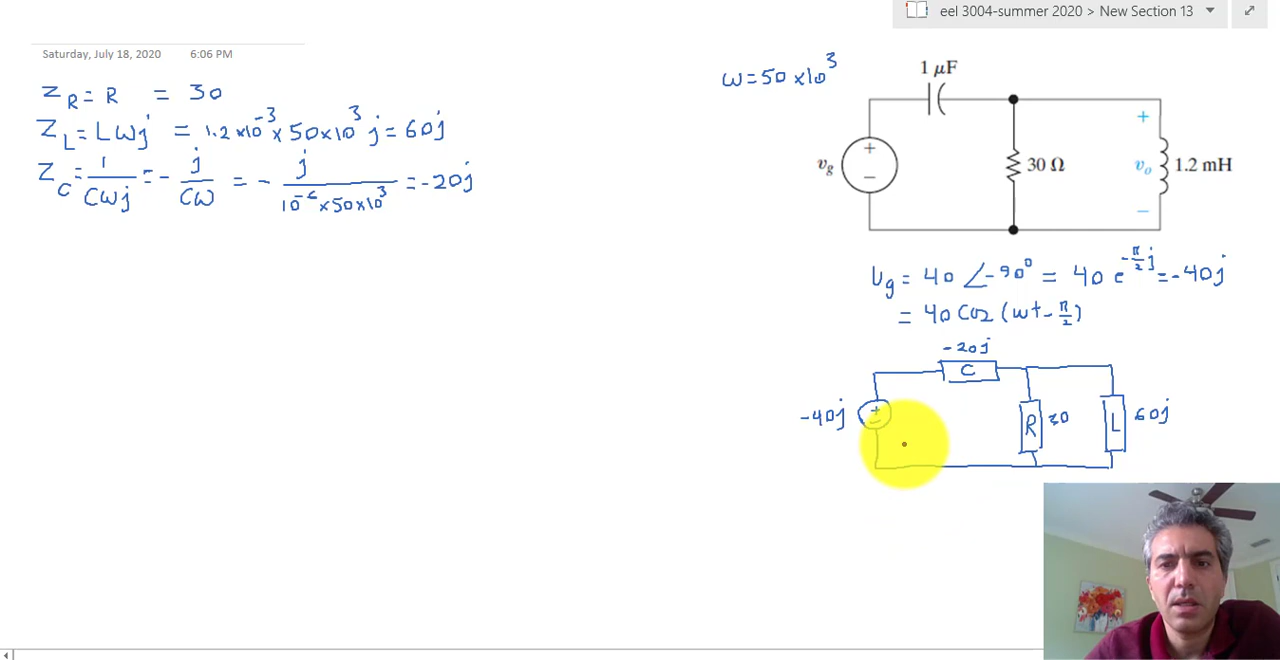 eel 3004-summer 2020 > New Section 13
Saturday, July 18, 2020 6:06 PM
Z_R = R = 30
Z_L = Lωj = 1.2×10^-3 × 50×10^3 j = 60j
Z_C = 1/Cωj = - j/Cω = - j/10^-6×50×10^3 = -20j
ω=50×10^3
1 μF
v_g
+
−
30 Ω
+
v_o
−
1.2 mH
v_g = 40 ∠-90° = 40 e^-π/2 j = -40j
= 40 Cos (ωt - π/2)
-20j
C
-40j
+
−
R 30
L 60j